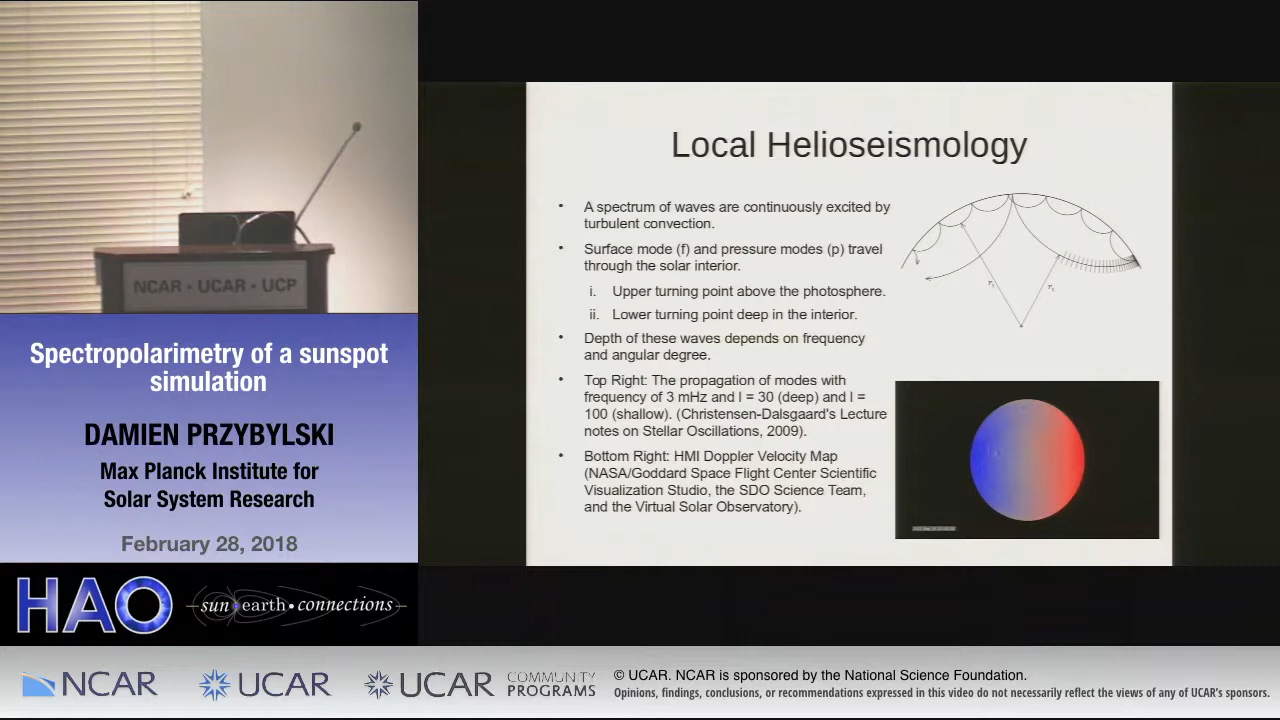 NCAR • UCAR • UCP
Spectropolarimetry of a sunspot
simulation
DAMIEN PRZYBYLSKI
Max Planck Institute for
Solar System Research
February 28, 2018
HAO
sun • earth • connections
Local Helioseismology
• A spectrum of waves are continuously excited by
turbulent convection.
• Surface mode (f) and pressure modes (p) travel
through the solar interior.
i. Upper turning point above the photosphere.
ii. Lower turning point deep in the interior.
• Depth of these waves depends on frequency
and angular degree.
• Top Right: The propagation of modes with
frequency of 3 mHz and l = 30 (deep) and l =
100 (shallow). (Christensen-Dalsgaard's Lecture
notes on Stellar Oscillations, 2009).
• Bottom Right: HMI Doppler Velocity Map
(NASA/Goddard Space Flight Center Scientific
Visualization Studio, the SDO Science Team,
and the Virtual Solar Observatory).
NCAR
UCAR
UCAR
COMMUNITY
PROGRAMS
© UCAR. NCAR is sponsored by the National Science Foundation.
Opinions, findings, conclusions, or recommendations expressed in this video do not necessarily reflect the views of any of UCAR's sponsors.